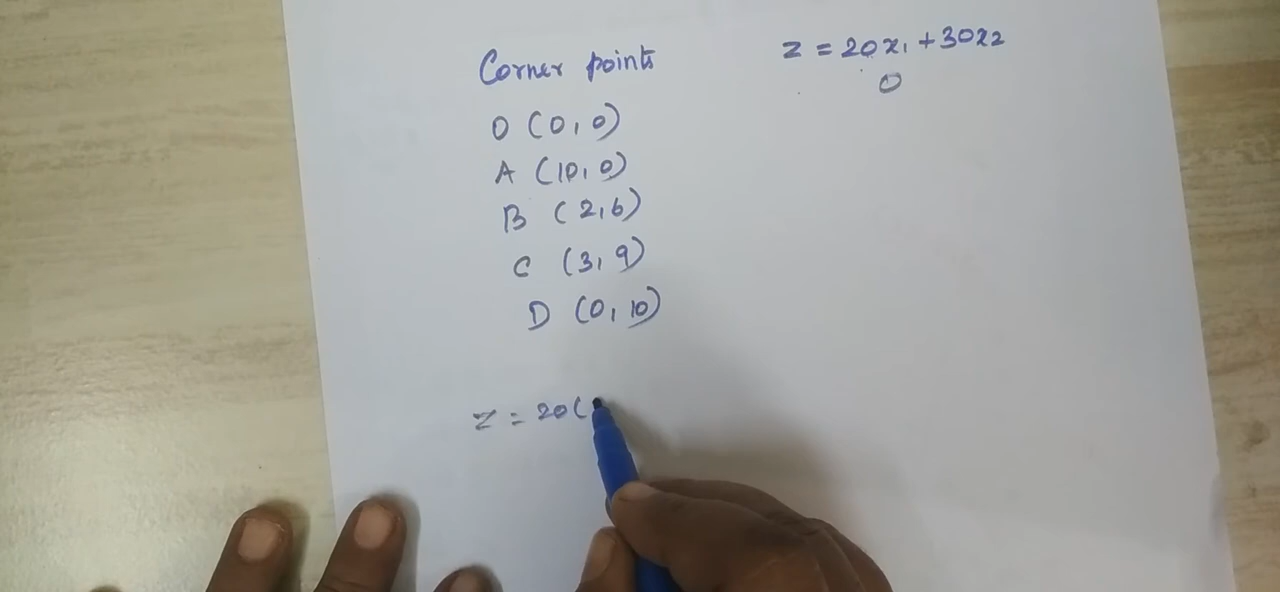 Corner points
z = 20x₁ + 30x₂
0
O (0, 0)
A (10, 0)
B (2, 6)
C (3, 9)
D (0, 10)
Z = 20(